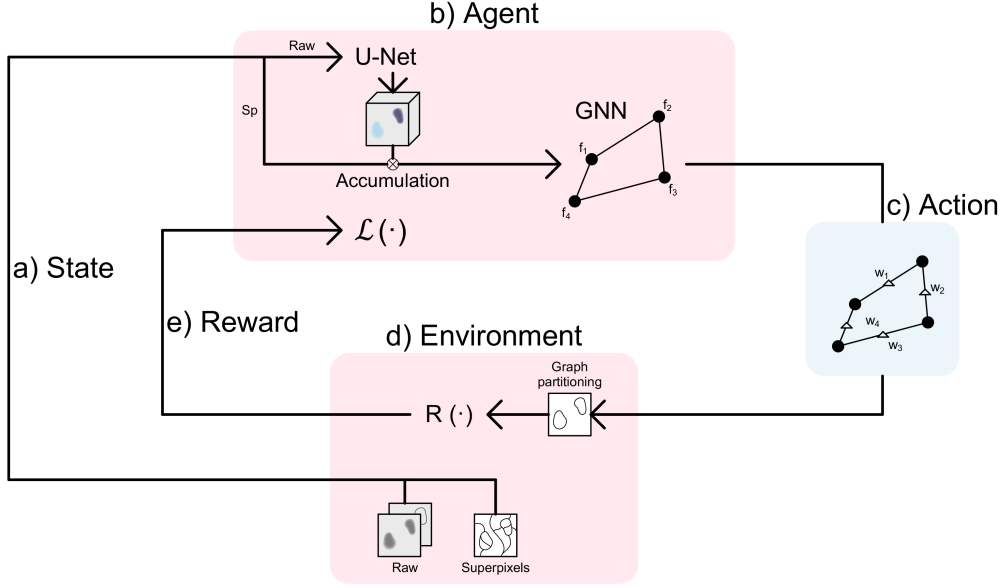 b) Agent
Raw
U-Net
Sp
GNN
f₁
f₂
f₃
f₄
Accumulation
ℒ (·)
a) State
c) Action
w₁
w₂
w₄
w₃
e) Reward
d) Environment
Graph
partitioning
R (·)
Raw
Superpixels